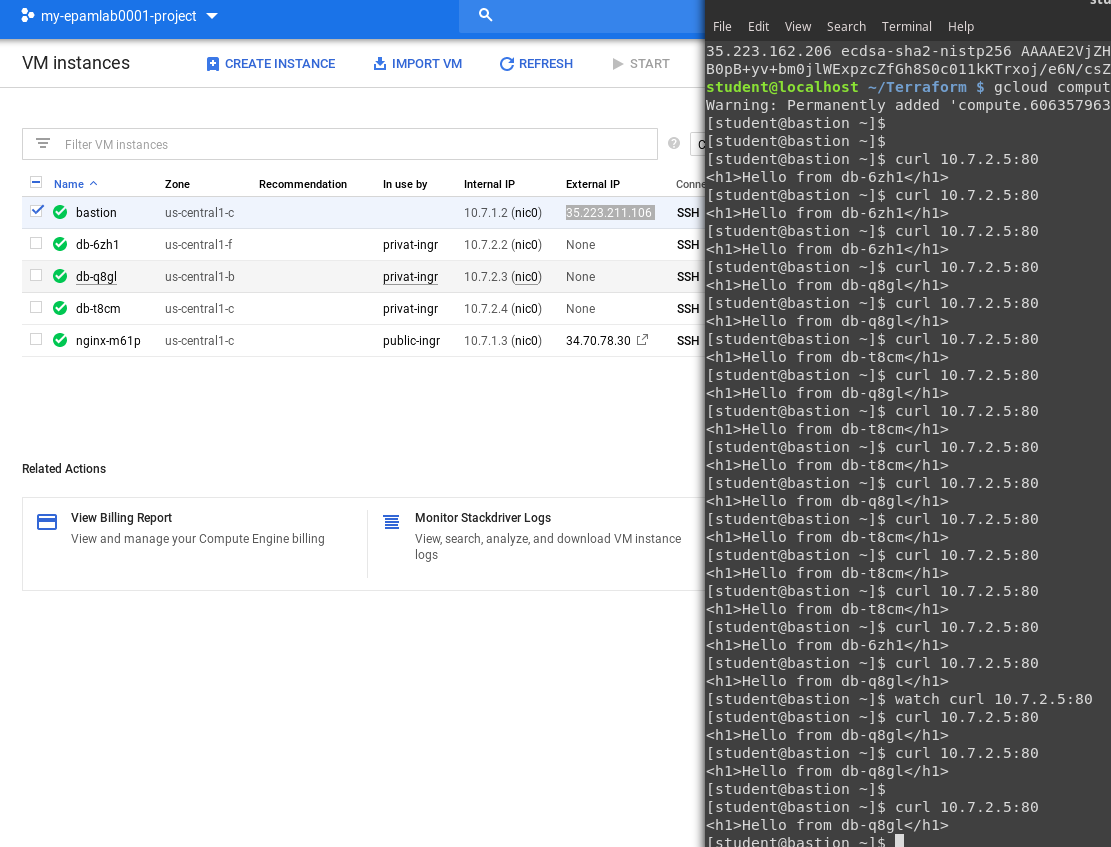 my-epamlab0001-project
VM instances
CREATE INSTANCE
IMPORT VM
REFRESH
START
Filter VM instances
Name Zone Recommendation In use by Internal IP External IP Conne
bastion us-central1-c 10.7.1.2 (nic0) 35.223.211.106 SSH
db-6zh1 us-central1-f privat-ingr 10.7.2.2 (nic0) None SSH
db-q8gl us-central1-b privat-ingr 10.7.2.3 (nic0) None SSH
db-t8cm us-central1-c privat-ingr 10.7.2.4 (nic0) None SSH
nginx-m61p us-central1-c public-ingr 10.7.1.3 (nic0) 34.70.78.30 SSH
Related Actions
View Billing Report
View and manage your Compute Engine billing
Monitor Stackdriver Logs
View, search, analyze, and download VM instance
logs
File Edit View Search Terminal Help
35.223.162.206 ecdsa-sha2-nistp256 AAAAE2VjZH
B0pB+yv+bm0jlWExpzcZfGh8S0c011kKTrxoj/e6N/csZ
student@localhost ~/Terraform $ gcloud comput
Warning: Permanently added 'compute.606357963
[student@bastion ~]$
[student@bastion ~]$
[student@bastion ~]$ curl 10.7.2.5:80
<h1>Hello from db-6zh1</h1>
[student@bastion ~]$ curl 10.7.2.5:80
<h1>Hello from db-6zh1</h1>
[student@bastion ~]$ curl 10.7.2.5:80
<h1>Hello from db-6zh1</h1>
[student@bastion ~]$ curl 10.7.2.5:80
<h1>Hello from db-q8gl</h1>
[student@bastion ~]$ curl 10.7.2.5:80
<h1>Hello from db-q8gl</h1>
[student@bastion ~]$ curl 10.7.2.5:80
<h1>Hello from db-t8cm</h1>
[student@bastion ~]$ curl 10.7.2.5:80
<h1>Hello from db-q8gl</h1>
[student@bastion ~]$ curl 10.7.2.5:80
<h1>Hello from db-t8cm</h1>
[student@bastion ~]$ curl 10.7.2.5:80
<h1>Hello from db-t8cm</h1>
[student@bastion ~]$ curl 10.7.2.5:80
<h1>Hello from db-q8gl</h1>
[student@bastion ~]$ curl 10.7.2.5:80
<h1>Hello from db-t8cm</h1>
[student@bastion ~]$ curl 10.7.2.5:80
<h1>Hello from db-t8cm</h1>
[student@bastion ~]$ curl 10.7.2.5:80
<h1>Hello from db-t8cm</h1>
[student@bastion ~]$ curl 10.7.2.5:80
<h1>Hello from db-6zh1</h1>
[student@bastion ~]$ curl 10.7.2.5:80
<h1>Hello from db-q8gl</h1>
[student@bastion ~]$ watch curl 10.7.2.5:80
[student@bastion ~]$ curl 10.7.2.5:80
<h1>Hello from db-q8gl</h1>
[student@bastion ~]$ curl 10.7.2.5:80
<h1>Hello from db-q8gl</h1>
[student@bastion ~]$
[student@bastion ~]$ curl 10.7.2.5:80
<h1>Hello from db-q8gl</h1>
[student@bastion ~]$